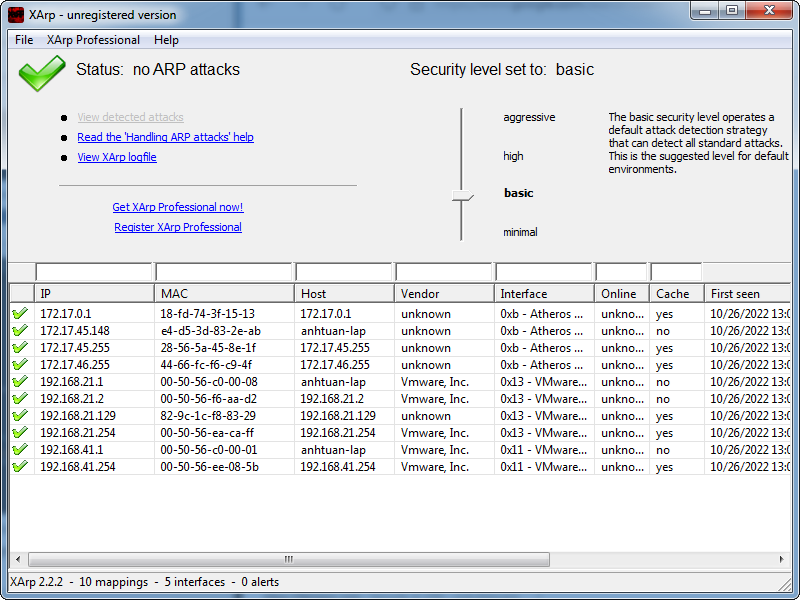 XArp - unregistered version
File XArp Professional Help
Status: no ARP attacks
Security level set to: basic
View detected attacks
Read the 'Handling ARP attacks' help
View XArp logfile
Get XArp Professional now!
Register XArp Professional
aggressive
high
basic
minimal
The basic security level operates a
default attack detection strategy
that can detect all standard attacks.
This is the suggested level for default
environments.
IP MAC Host Vendor Interface Online Cache First seen
172.17.0.1 18-fd-74-3f-15-13 172.17.0.1 unknown 0xb - Atheros ... unkno... yes 10/26/2022 13:0
172.17.45.148 e4-d5-3d-83-2e-ab anhtuan-lap unknown 0xb - Atheros ... unkno... no 10/26/2022 13:0
172.17.45.255 28-56-5a-45-8e-1f 172.17.45.255 unknown 0xb - Atheros ... unkno... yes 10/26/2022 13:0
172.17.46.255 44-66-fc-f6-c9-4f 172.17.46.255 unknown 0xb - Atheros ... unkno... yes 10/26/2022 13:0
192.168.21.1 00-50-56-c0-00-08 anhtuan-lap Vmware, Inc. 0x13 - VMware... unkno... no 10/26/2022 13:0
192.168.21.2 00-50-56-f6-aa-d2 192.168.21.2 Vmware, Inc. 0x13 - VMware... unkno... yes 10/26/2022 13:0
192.168.21.129 82-9c-1c-f8-83-29 192.168.21.129 unknown 0x13 - VMware... unkno... yes 10/26/2022 13:0
192.168.21.254 00-50-56-ea-ca-ff 192.168.21.254 Vmware, Inc. 0x13 - VMware... unkno... yes 10/26/2022 13:0
192.168.41.1 00-50-56-c0-00-01 anhtuan-lap Vmware, Inc. 0x11 - VMware... unkno... no 10/26/2022 13:0
192.168.41.254 00-50-56-ee-08-5b 192.168.41.254 Vmware, Inc. 0x11 - VMware... unkno... yes 10/26/2022 13:0
XArp 2.2.2 - 10 mappings - 5 interfaces - 0 alerts